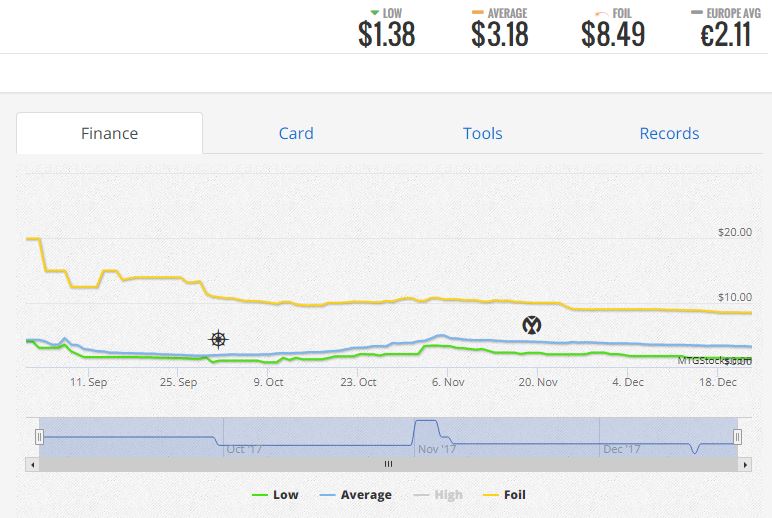 LOW AVERAGE FOIL EUROPE AVG
$1.38 $3.18 $8.49 €2.11
Finance Card Tools Records
$20.00
$10.00
$0.00
MTGStocks.com
11. Sep 25. Sep 9. Oct 23. Oct 6. Nov 20. Nov 4. Dec 18. Dec
Oct '17 Nov '17 Dec '17
Low Average High Foil